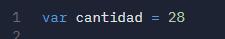 1 var cantidad = 28
2